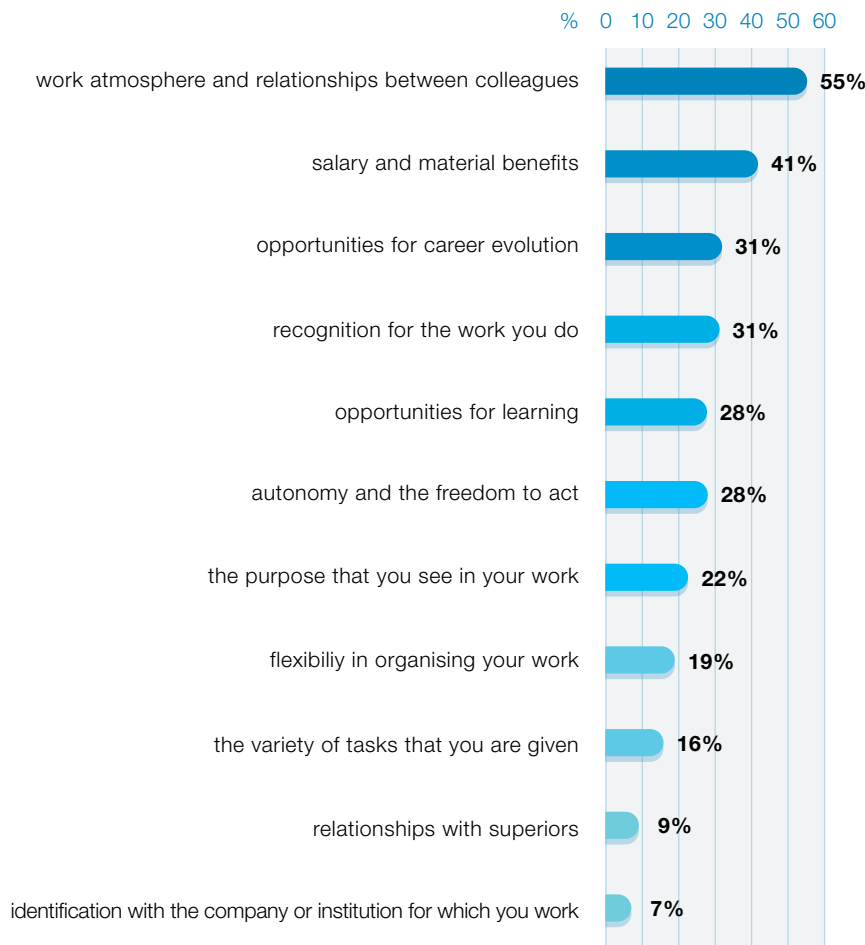 % 0 10 20 30 40 50 60
work atmosphere and relationships between colleagues 55%
salary and material benefits 41%
opportunities for career evolution 31%
recognition for the work you do 31%
opportunities for learning 28%
autonomy and the freedom to act 28%
the purpose that you see in your work 22%
flexibiliy in organising your work 19%
the variety of tasks that you are given 16%
relationships with superiors 9%
identification with the company or institution for which you work 7%